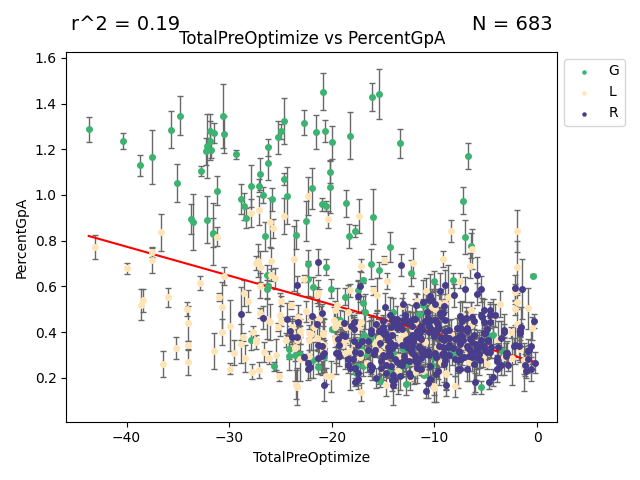 r^2 = 0.19
N = 683
TotalPreOptimize vs PercentGpA
1.6
1.4
1.2
1.0
0.8
0.6
0.4
0.2
PercentGpA
−40
−30
−20
−10
0
TotalPreOptimize
G
L
R